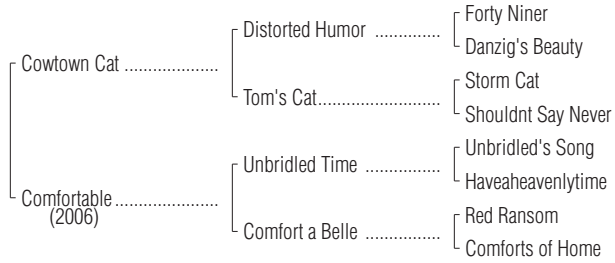 Forty Niner
Distorted Humor ..............
Danzig's Beauty
Cowtown Cat ....................
Storm Cat
Tom's Cat..........................
Shouldnt Say Never
Unbridled's Song
Unbridled Time ................
Haveaheavenlytime
Comfortable ......................
(2006)
Red Ransom
Comfort a Belle ................
Comforts of Home